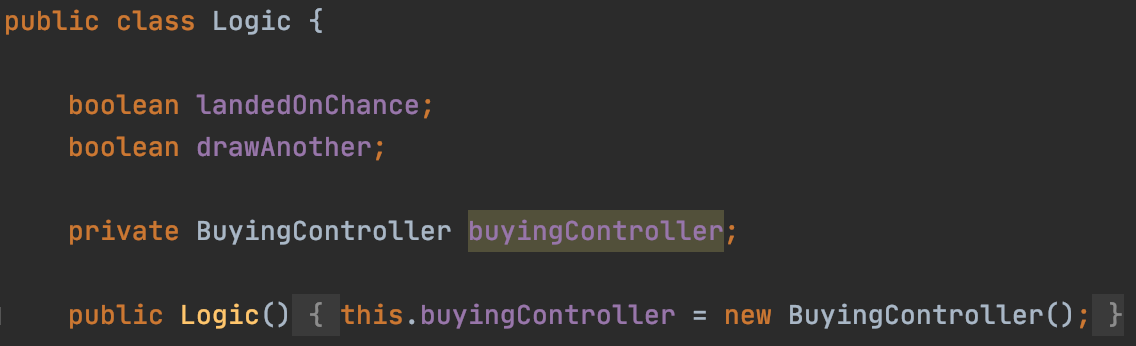 public class Logic {
boolean landedOnChance;
boolean drawAnother;
private BuyingController buyingController;
public Logic() { this.buyingController = new BuyingController(); }